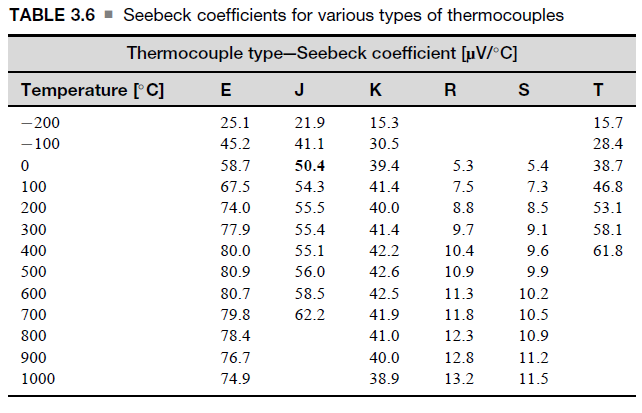 TABLE 3.6 ■ Seebeck coefficients for various types of thermocouples
Thermocouple type—Seebeck coefficient [μV/°C]
Temperature [°C] E J K R S T
−200 25.1 21.9 15.3 15.7
−100 45.2 41.1 30.5 28.4
0 58.7 50.4 39.4 5.3 5.4 38.7
100 67.5 54.3 41.4 7.5 7.3 46.8
200 74.0 55.5 40.0 8.8 8.5 53.1
300 77.9 55.4 41.4 9.7 9.1 58.1
400 80.0 55.1 42.2 10.4 9.6 61.8
500 80.9 56.0 42.6 10.9 9.9
600 80.7 58.5 42.5 11.3 10.2
700 79.8 62.2 41.9 11.8 10.5
800 78.4 41.0 12.3 10.9
900 76.7 40.0 12.8 11.2
1000 74.9 38.9 13.2 11.5